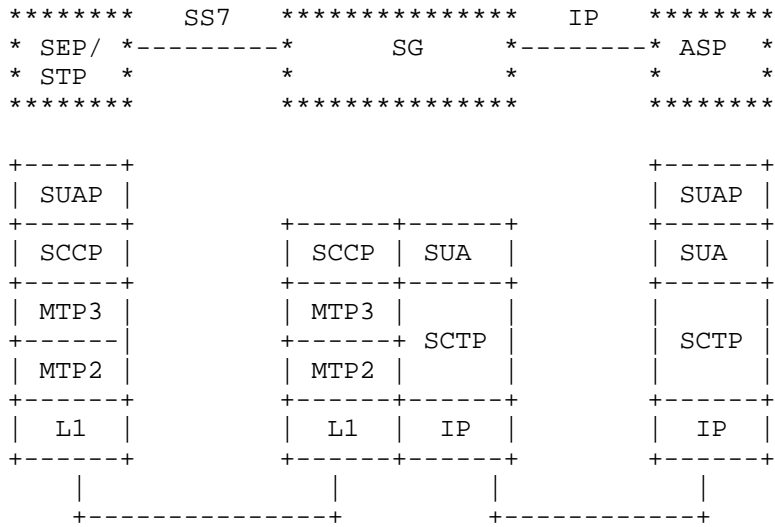 ******** SS7 *************** IP ********
* SEP/ *---------* SG *--------* ASP *
* STP * * * * *
******** *************** ********
+------+ +------+
| SUAP | | SUAP |
+------+ +------+------+ +------+
| SCCP | | SCCP | SUA | | SUA |
+------+ +------+------+ +------+
| MTP3 | | MTP3 | | | |
+------| +------+ SCTP | | SCTP |
| MTP2 | | MTP2 | | | |
+------+ +------+------+ +------+
| L1 | | L1 | IP | | IP |
+------+ +------+------+ +------+
| | | |
+---------------+ +------------+